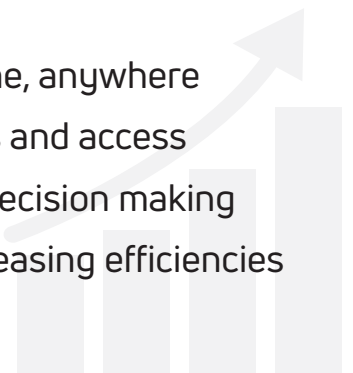 ne, anywhere
and access
ecision making
easing efficiencies